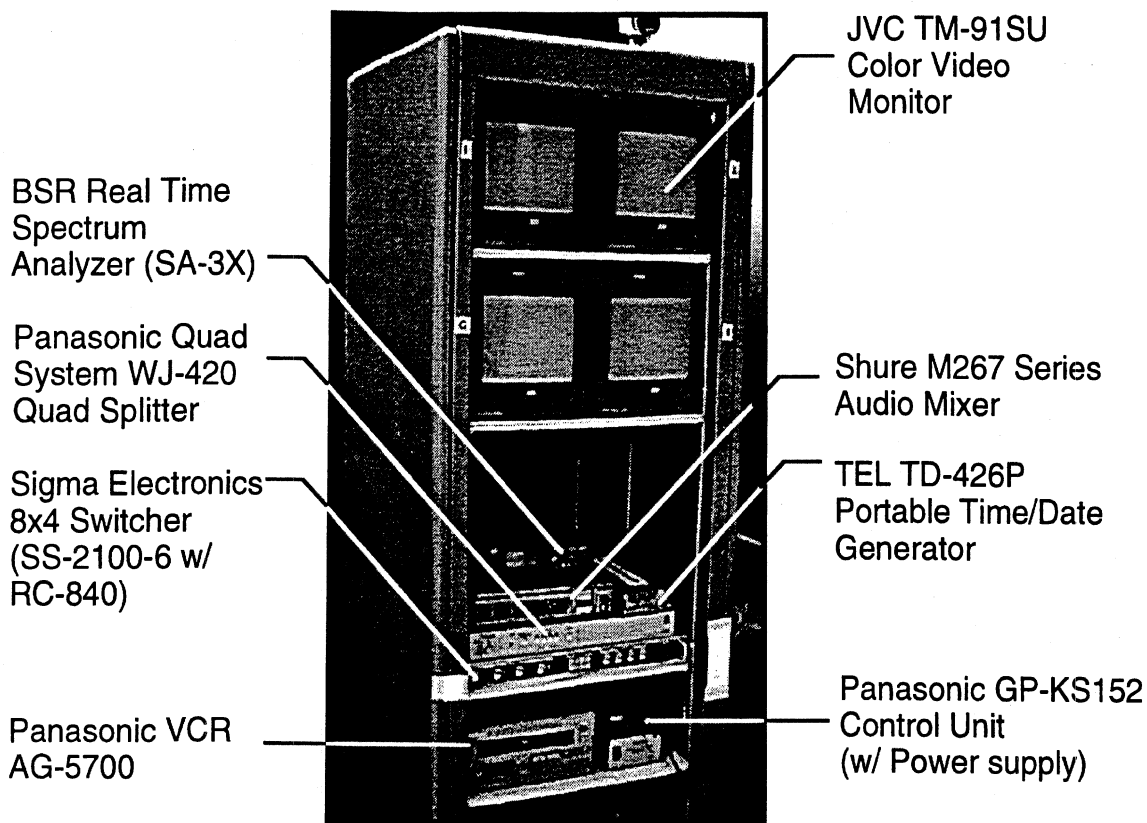 JVC TM-91SU
Color Video
Monitor
BSR Real Time
Spectrum
Analyzer (SA-3X)
Panasonic Quad
System WJ-420
Quad Splitter
Shure M267 Series
Audio Mixer
Sigma Electronics
8x4 Switcher
(SS-2100-6 w/
RC-840)
TEL TD-426P
Portable Time/Date
Generator
Panasonic VCR
AG-5700
Panasonic GP-KS152
Control Unit
(w/ Power supply)